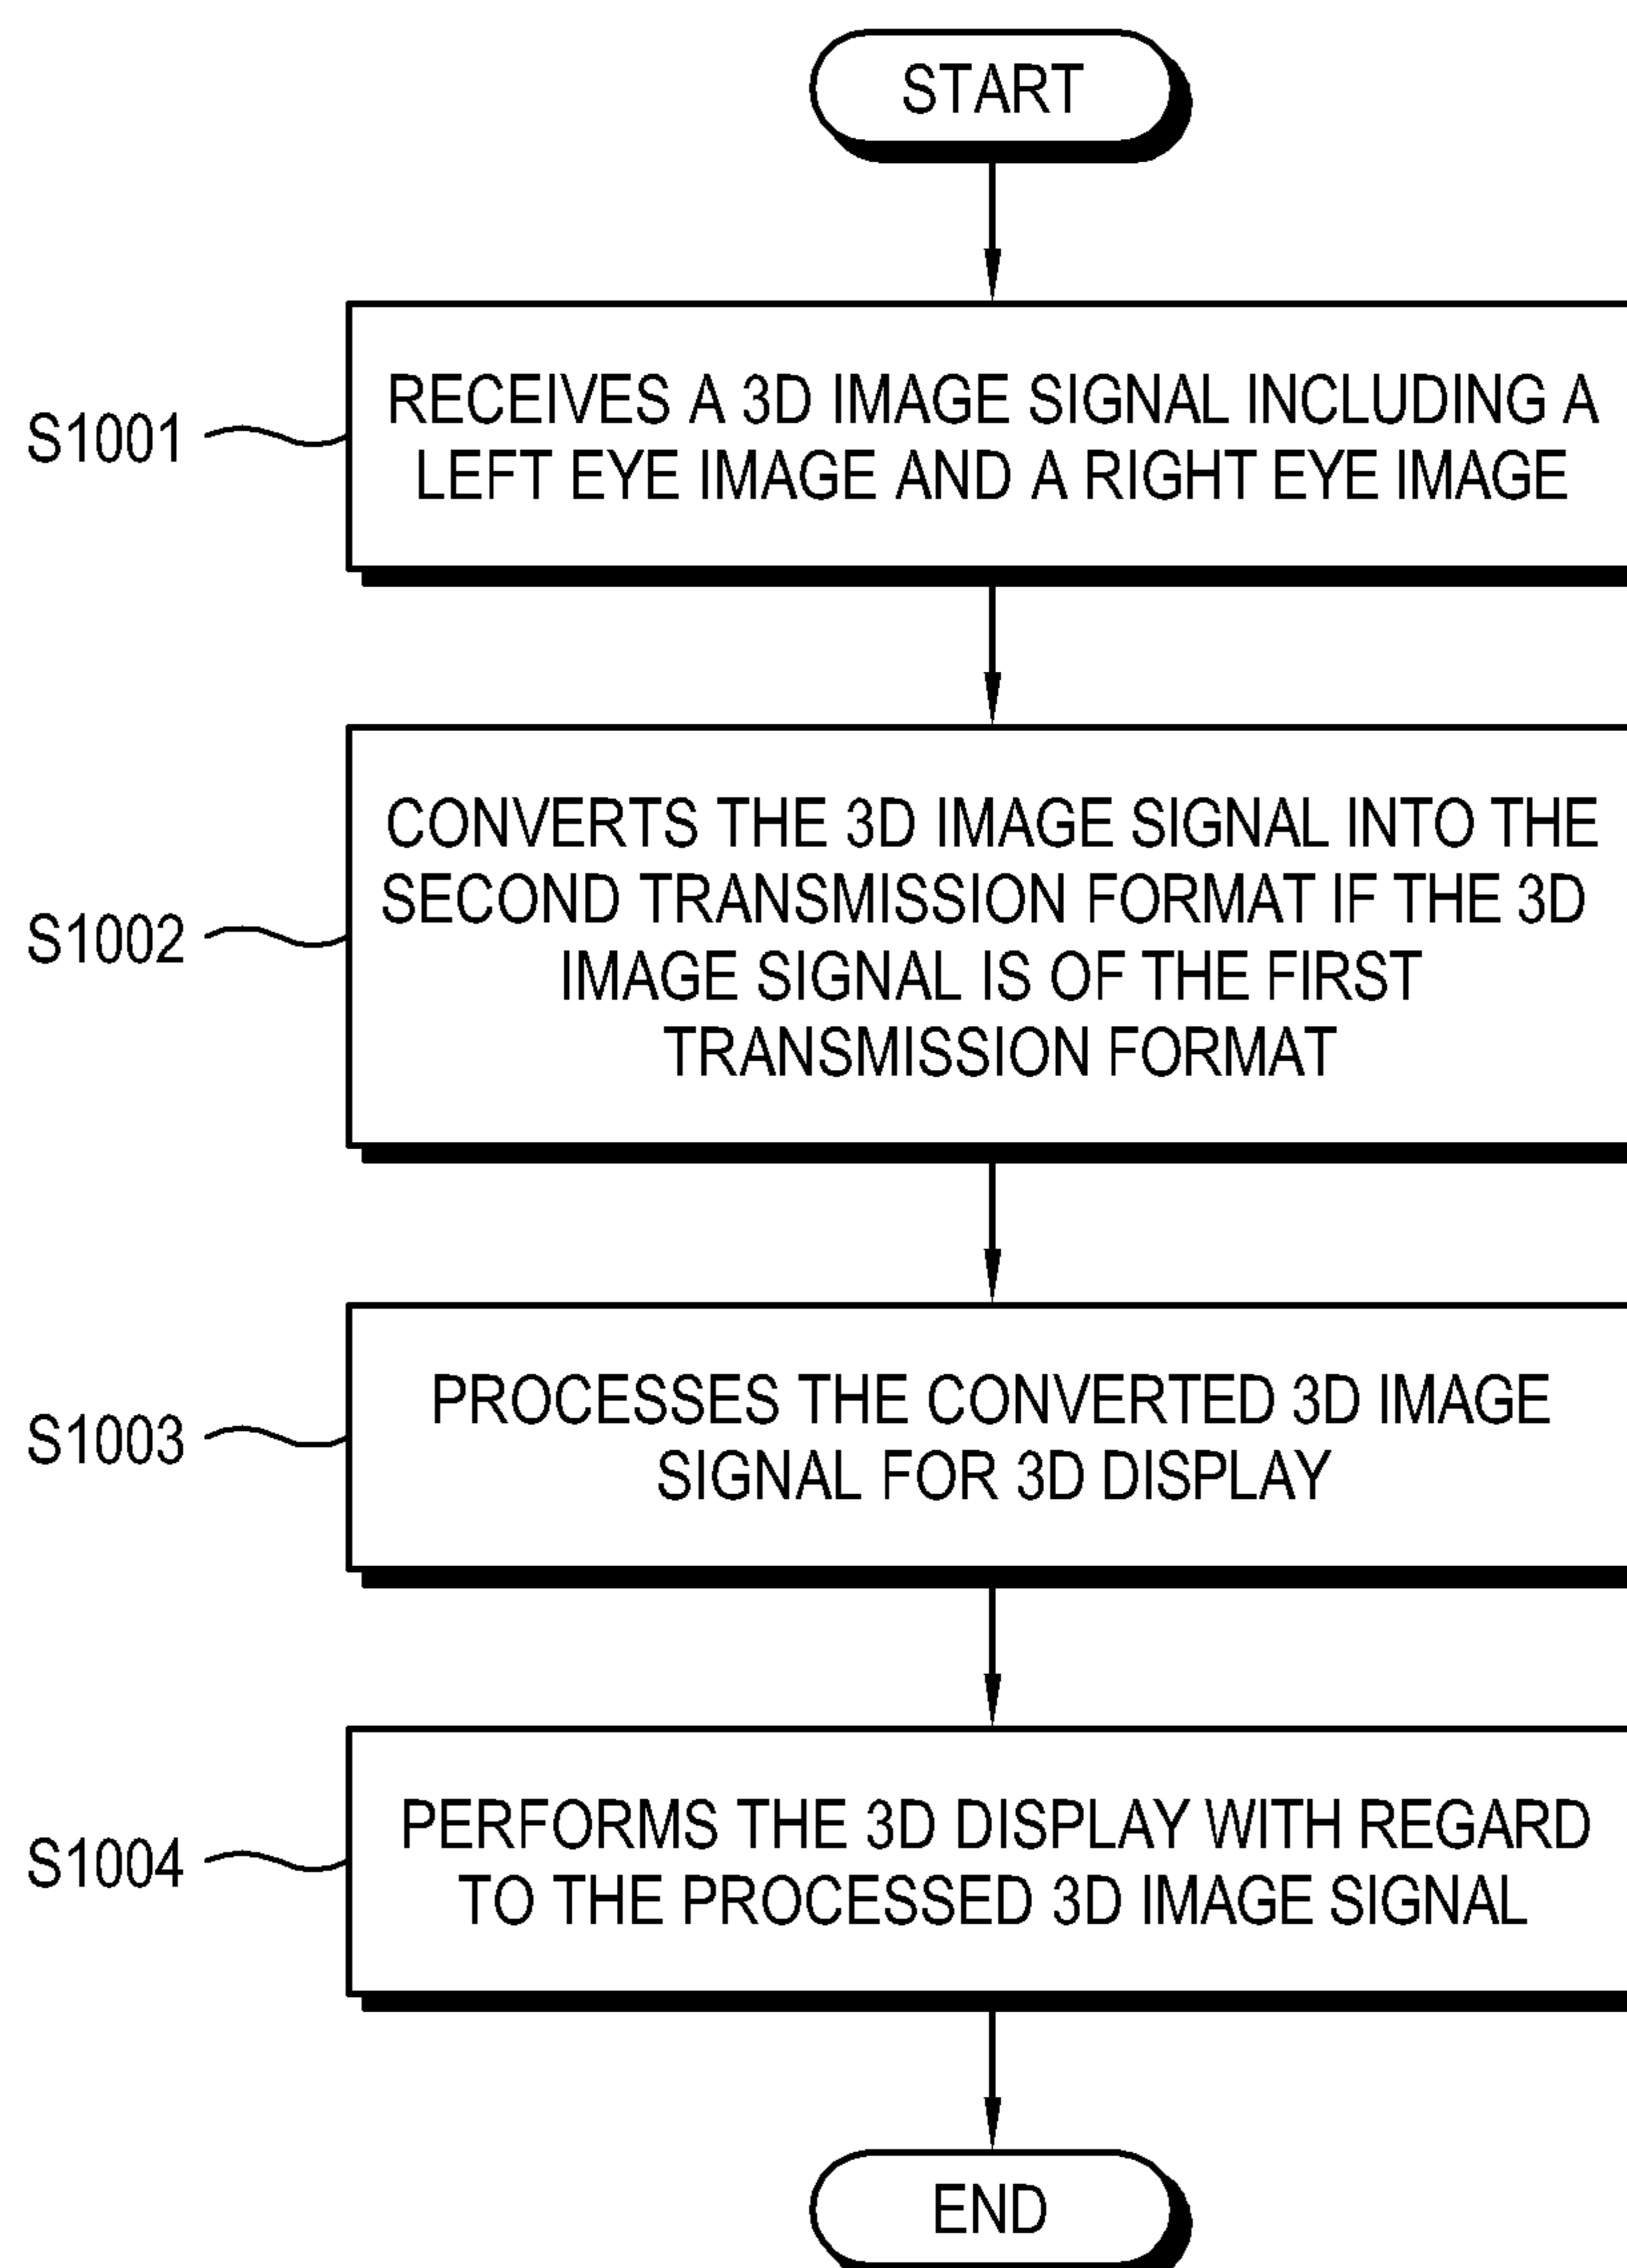 START
S1001
RECEIVES A 3D IMAGE SIGNAL INCLUDING A
LEFT EYE IMAGE AND A RIGHT EYE IMAGE
S1002
CONVERTS THE 3D IMAGE SIGNAL INTO THE
SECOND TRANSMISSION FORMAT IF THE 3D
IMAGE SIGNAL IS OF THE FIRST
TRANSMISSION FORMAT
S1003
PROCESSES THE CONVERTED 3D IMAGE
SIGNAL FOR 3D DISPLAY
S1004
PERFORMS THE 3D DISPLAY WITH REGARD
TO THE PROCESSED 3D IMAGE SIGNAL
END